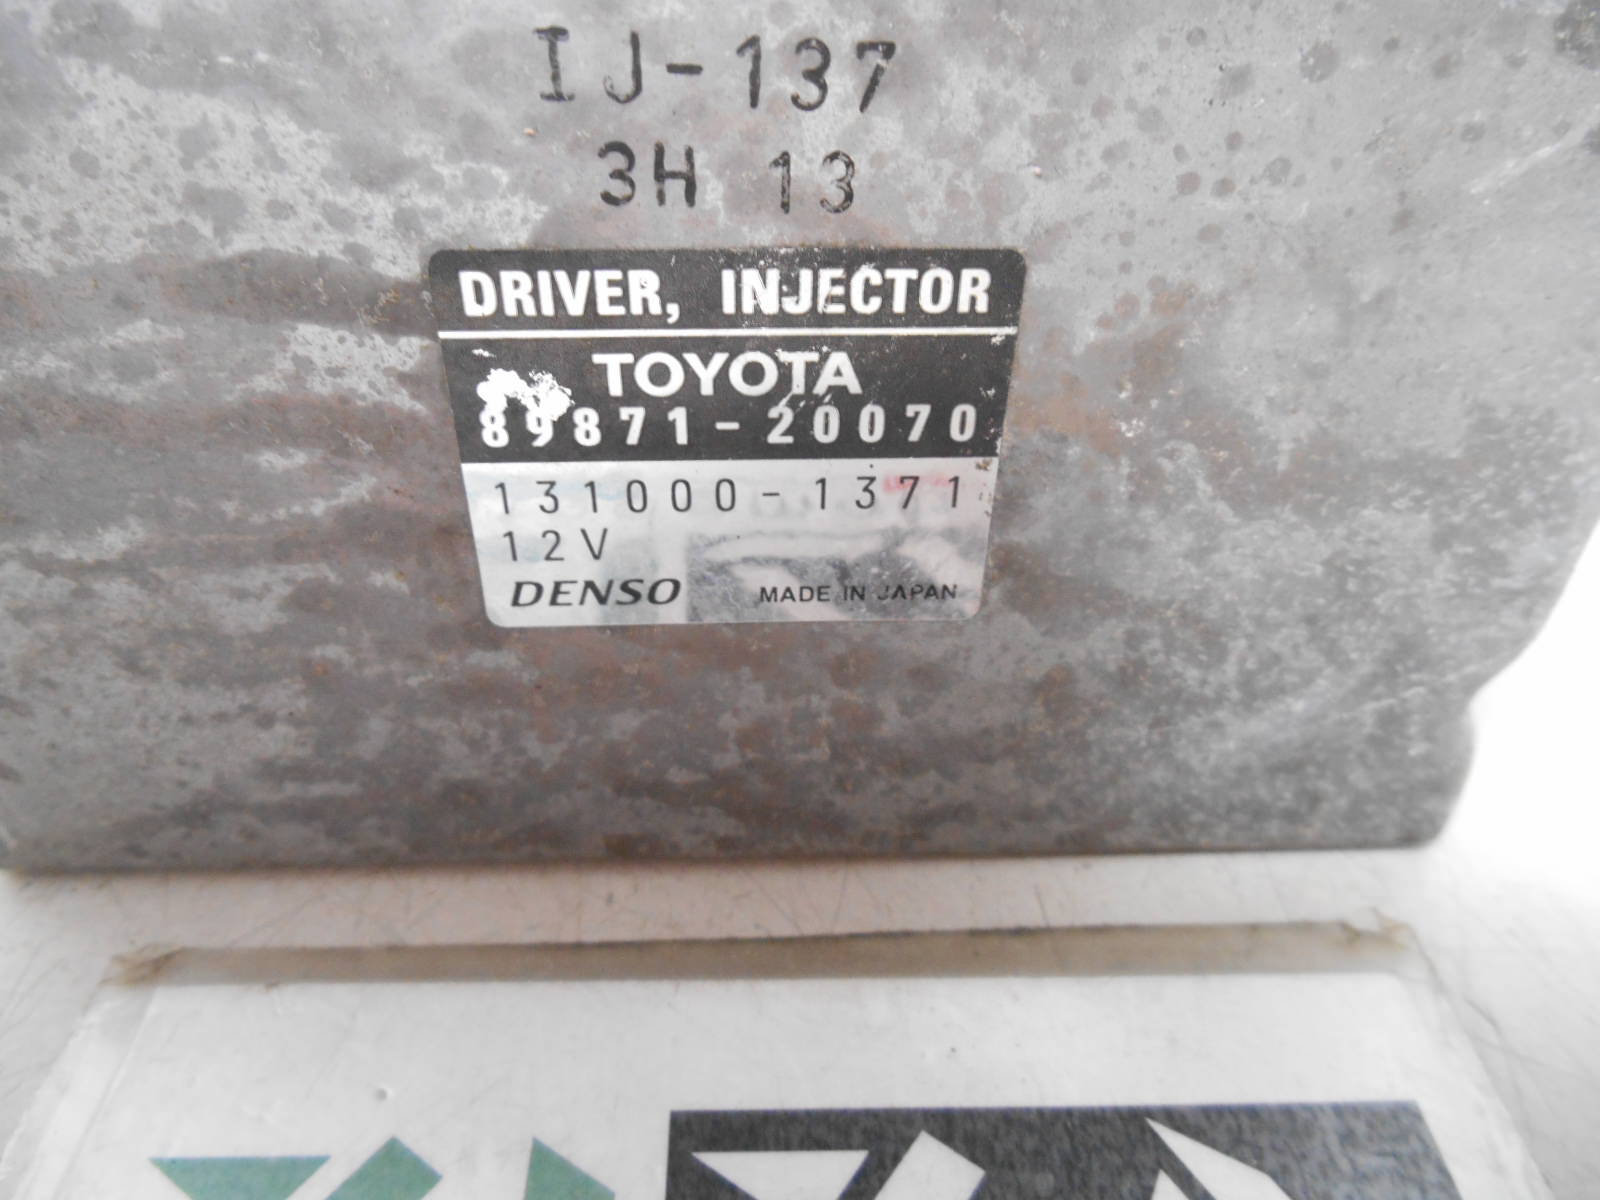 IJ-137
3H 13
DRIVER, INJECTOR
TOYOTA
89871-20070
131000-1371
12V
DENSO MADE IN JAPAN